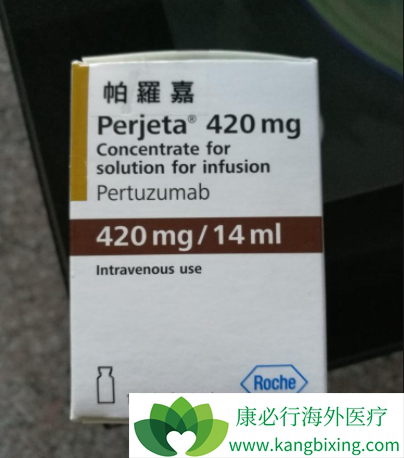 帕羅嘉
Perjeta® 420 mg
Concentrate for
solution for infusion
Pertuzumab
420 mg/14 ml
Intravenous use
Roche
康必行海外医疗
www.kangbixing.com